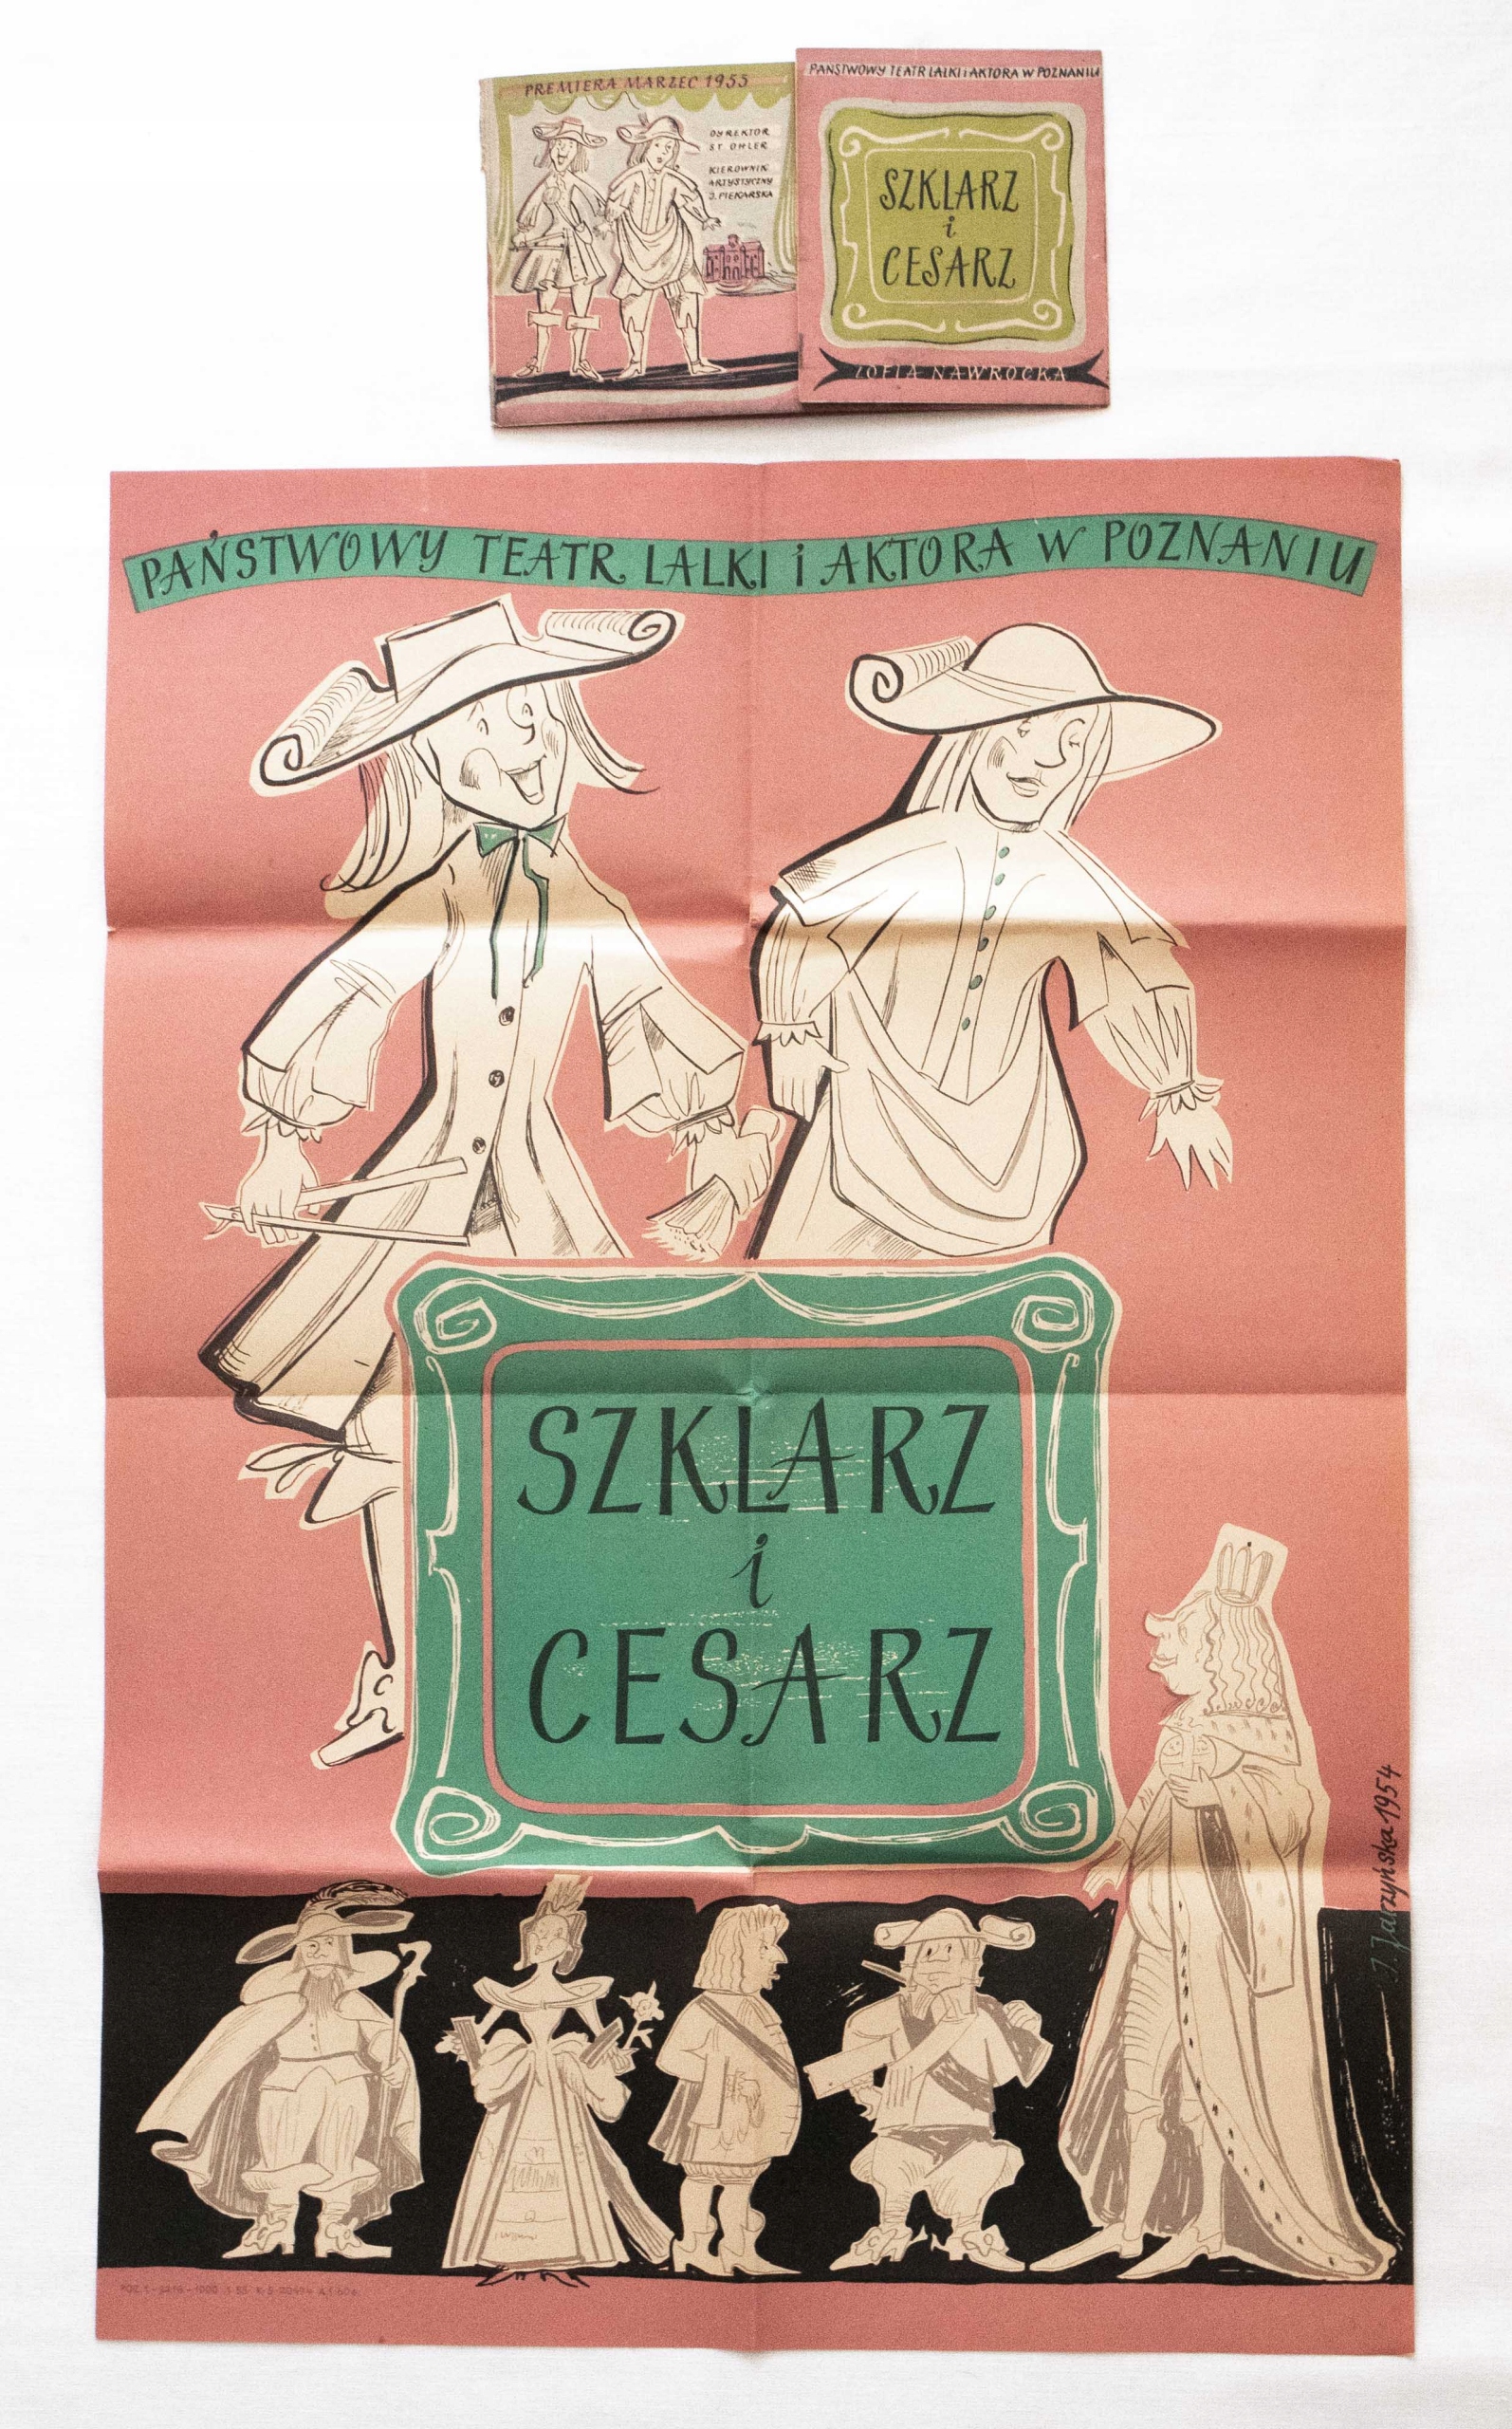 PREMIERA MARZEC 1955
DYREKTOR
ST. OHLER
KIEROWNIK
ARTYSTYCZNY
J. PIEKARSKA
PAŃSTWOWY TEATR LALKI i AKTORA W POZNANIU
SZKLARZ
i
CESARZ
ZOFIA NAWROCKA
PAŃSTWOWY TEATR LALKI i AKTORA W POZNANIU
SZKLARZ
i
CESARZ
J. Jarzyńska 1954